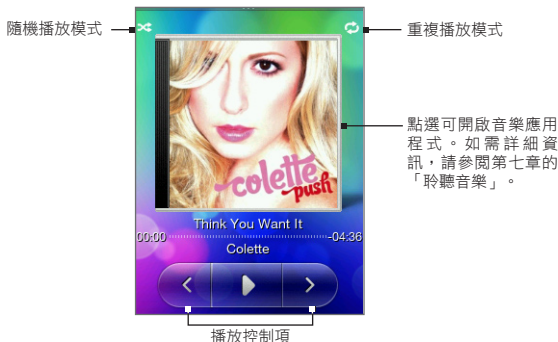 隨機播放模式
重複播放模式
點選可開啟音樂應用
程式。如需詳細資
訊，請參閱第七章的
「聆聽音樂」。
colette
push
Think You Want It
00:00
-04:36
Colette
播放控制項